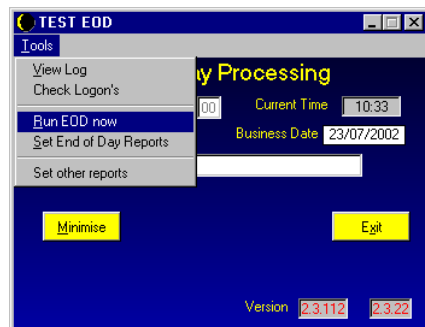 TEST EOD
Tools
View Log
Check Logon's
Run EOD now
Set End of Day Reports
Set other reports
Processing
00 Current Time 10:33
Business Date 23/07/2002
Minimise Exit
Version 2.3.112 2.3.22